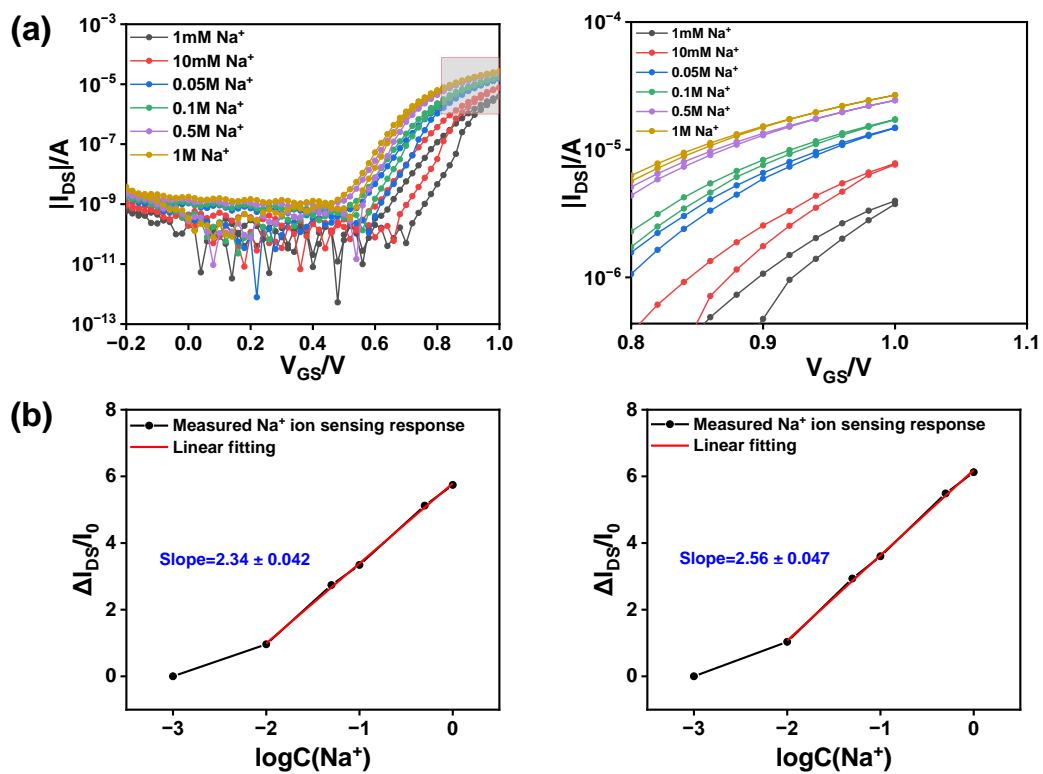 (a)
|I_DS|/A
10⁻³
10⁻⁵
10⁻⁷
10⁻⁹
10⁻¹¹
10⁻¹³
1mM Na⁺
10mM Na⁺
0.05M Na⁺
0.1M Na⁺
0.5M Na⁺
1M Na⁺
−0.2 0.0 0.2 0.4 0.6 0.8 1.0
V_GS/V
|I_DS|/A
10⁻⁴
10⁻⁵
10⁻⁶
1mM Na⁺
10mM Na⁺
0.05M Na⁺
0.1M Na⁺
0.5M Na⁺
1M Na⁺
0.8 0.9 1.0 1.1
V_GS/V
(b)
ΔI_DS/I_0
8
6
4
2
0
Measured Na⁺ ion sensing response
Linear fitting
Slope=2.34 ± 0.042
−3 −2 −1 0
logC(Na⁺)
ΔI_DS/I_0
8
6
4
2
0
Measured Na⁺ ion sensing response
Linear fitting
Slope=2.56 ± 0.047
−3 −2 −1 0
logC(Na⁺)